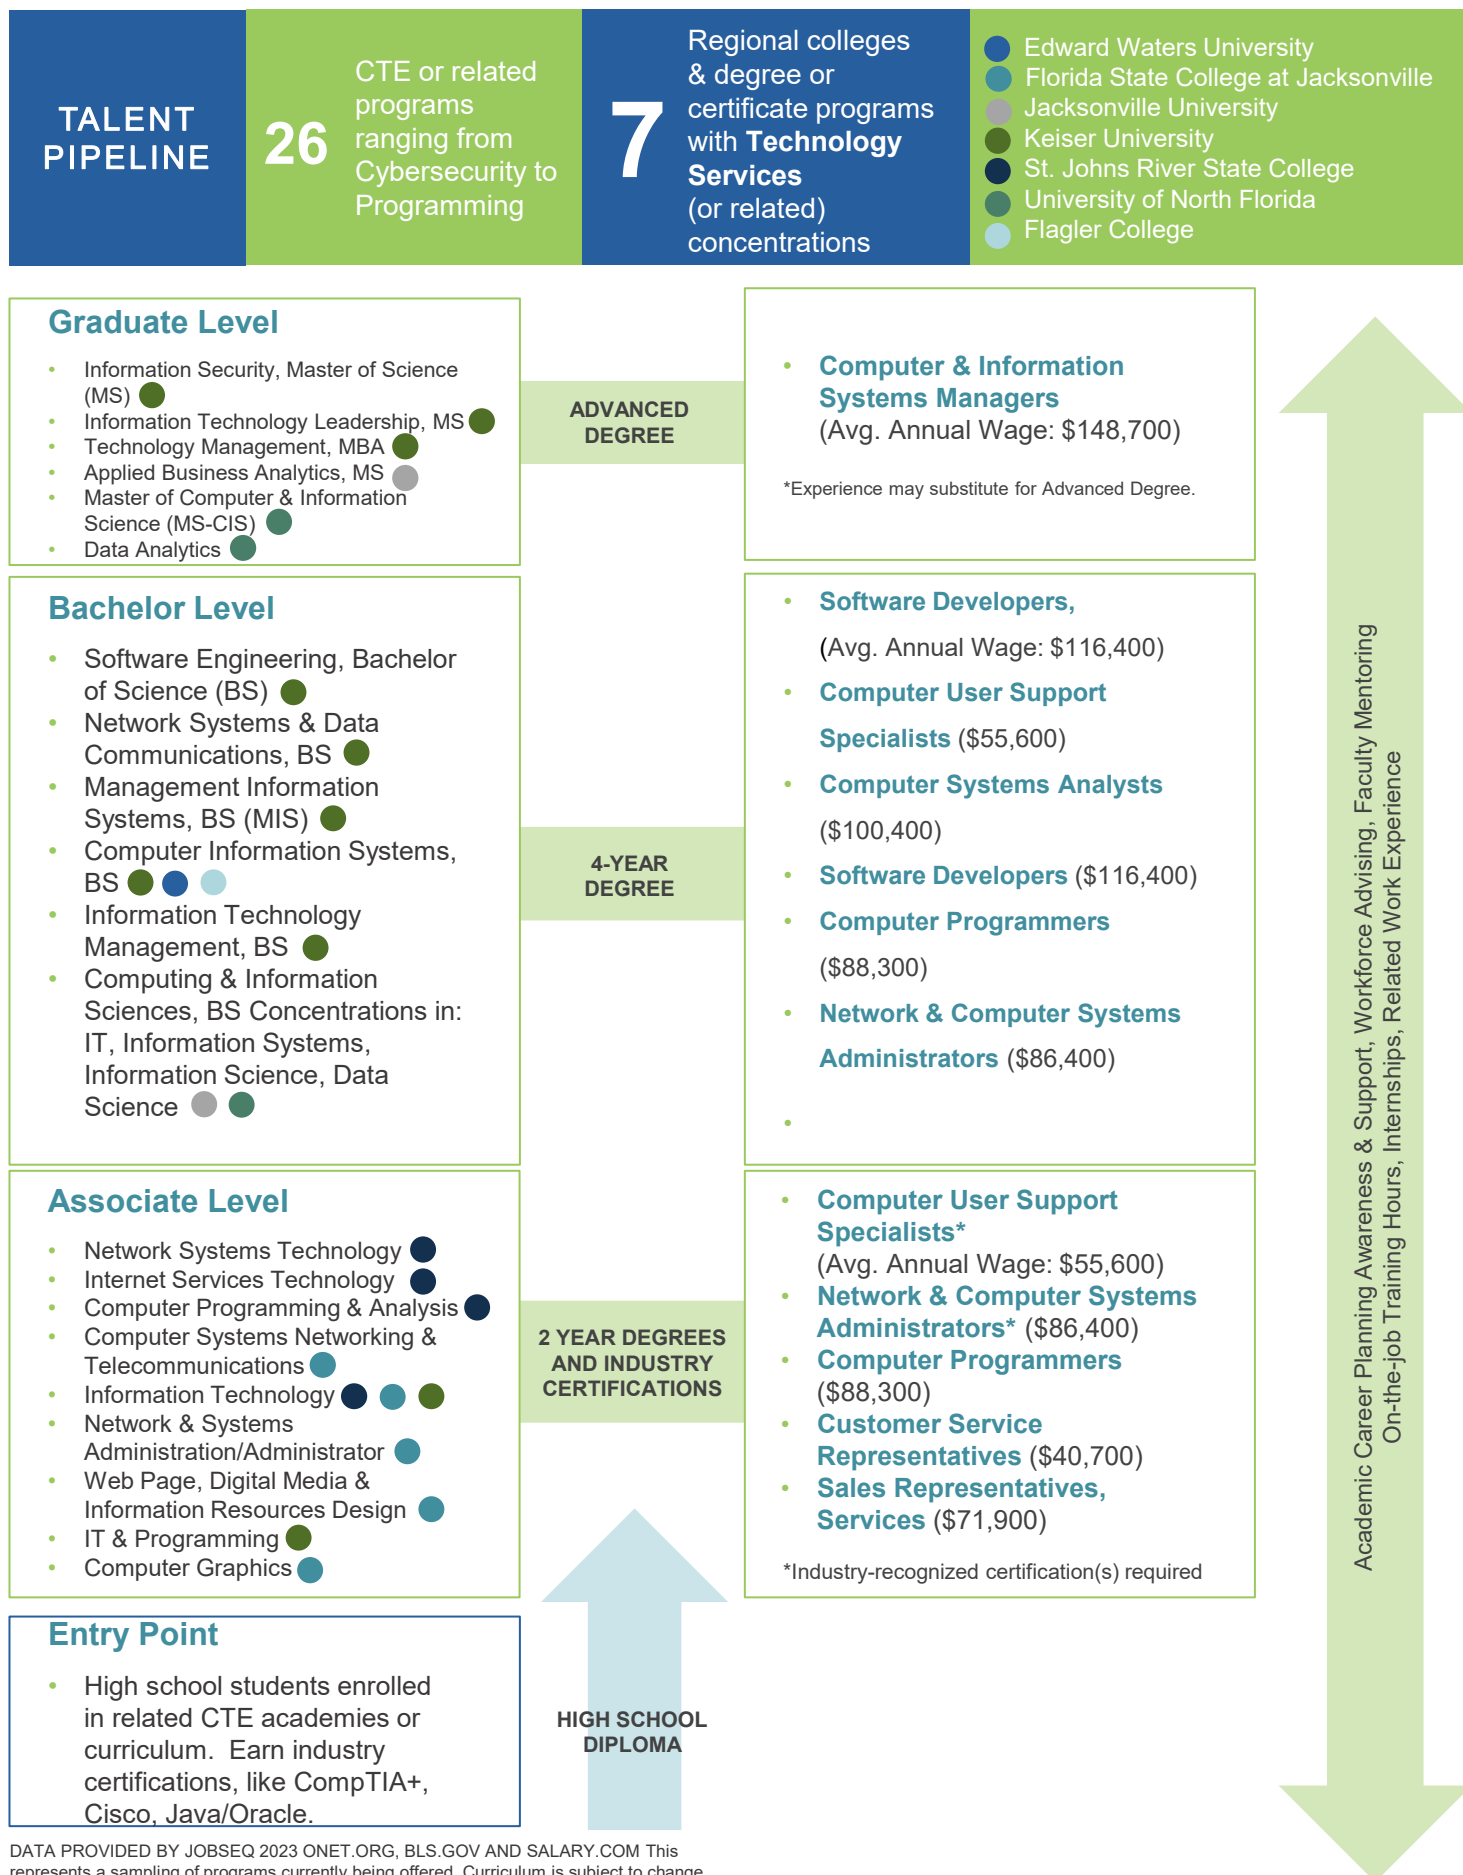 TALENT
PIPELINE
26
CTE or related
programs
ranging from
Cybersecurity to
Programming
7
Regional colleges
& degree or
certificate programs
with Technology
Services
(or related)
concentrations
Edward Waters University
Florida State College at Jacksonville
Jacksonville University
Keiser University
St. Johns River State College
University of North Florida
Flagler College
Graduate Level
• Information Security, Master of Science
(MS)
• Information Technology Leadership, MS
• Technology Management, MBA
• Applied Business Analytics, MS
• Master of Computer & Information
Science (MS-CIS)
• Data Analytics
ADVANCED
DEGREE
• Computer & Information
Systems Managers
(Avg. Annual Wage: $148,700)
*Experience may substitute for Advanced Degree.
Bachelor Level
• Software Engineering, Bachelor
of Science (BS)
• Network Systems & Data
Communications, BS
• Management Information
Systems, BS (MIS)
• Computer Information Systems,
BS
• Information Technology
Management, BS
• Computing & Information
Sciences, BS Concentrations in:
IT, Information Systems,
Information Science, Data
Science
4-YEAR
DEGREE
• Software Developers,
(Avg. Annual Wage: $116,400)
• Computer User Support
Specialists ($55,600)
• Computer Systems Analysts
($100,400)
• Software Developers ($116,400)
• Computer Programmers
($88,300)
• Network & Computer Systems
Administrators ($86,400)
•
Associate Level
• Network Systems Technology
• Internet Services Technology
• Computer Programming & Analysis
• Computer Systems Networking &
Telecommunications
• Information Technology
• Network & Systems
Administration/Administrator
• Web Page, Digital Media &
Information Resources Design
• IT & Programming
• Computer Graphics
2 YEAR DEGREES
AND INDUSTRY
CERTIFICATIONS
• Computer User Support
Specialists*
(Avg. Annual Wage: $55,600)
• Network & Computer Systems
Administrators* ($86,400)
• Computer Programmers
($88,300)
• Customer Service
Representatives ($40,700)
• Sales Representatives,
Services ($71,900)
*Industry-recognized certification(s) required
Entry Point
• High school students enrolled
in related CTE academies or
curriculum. Earn industry
certifications, like CompTIA+,
Cisco, Java/Oracle.
HIGH SCHOOL
DIPLOMA
Academic Career Planning Awareness & Support, Workforce Advising, Faculty Mentoring
On-the-job Training Hours, Internships, Related Work Experience
DATA PROVIDED BY JOBSEQ 2023 ONET.ORG, BLS.GOV AND SALARY.COM This
represents a sampling of programs currently being offered. Curriculum is subject to change